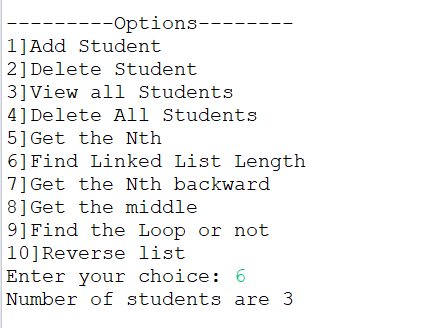 ---------Options--------
1]Add Student
2]Delete Student
3]View all Students
4]Delete All Students
5]Get the Nth
6]Find Linked List Length
7]Get the Nth backward
8]Get the middle
9]Find the Loop or not
10]Reverse list
Enter your choice: 6
Number of students are 3